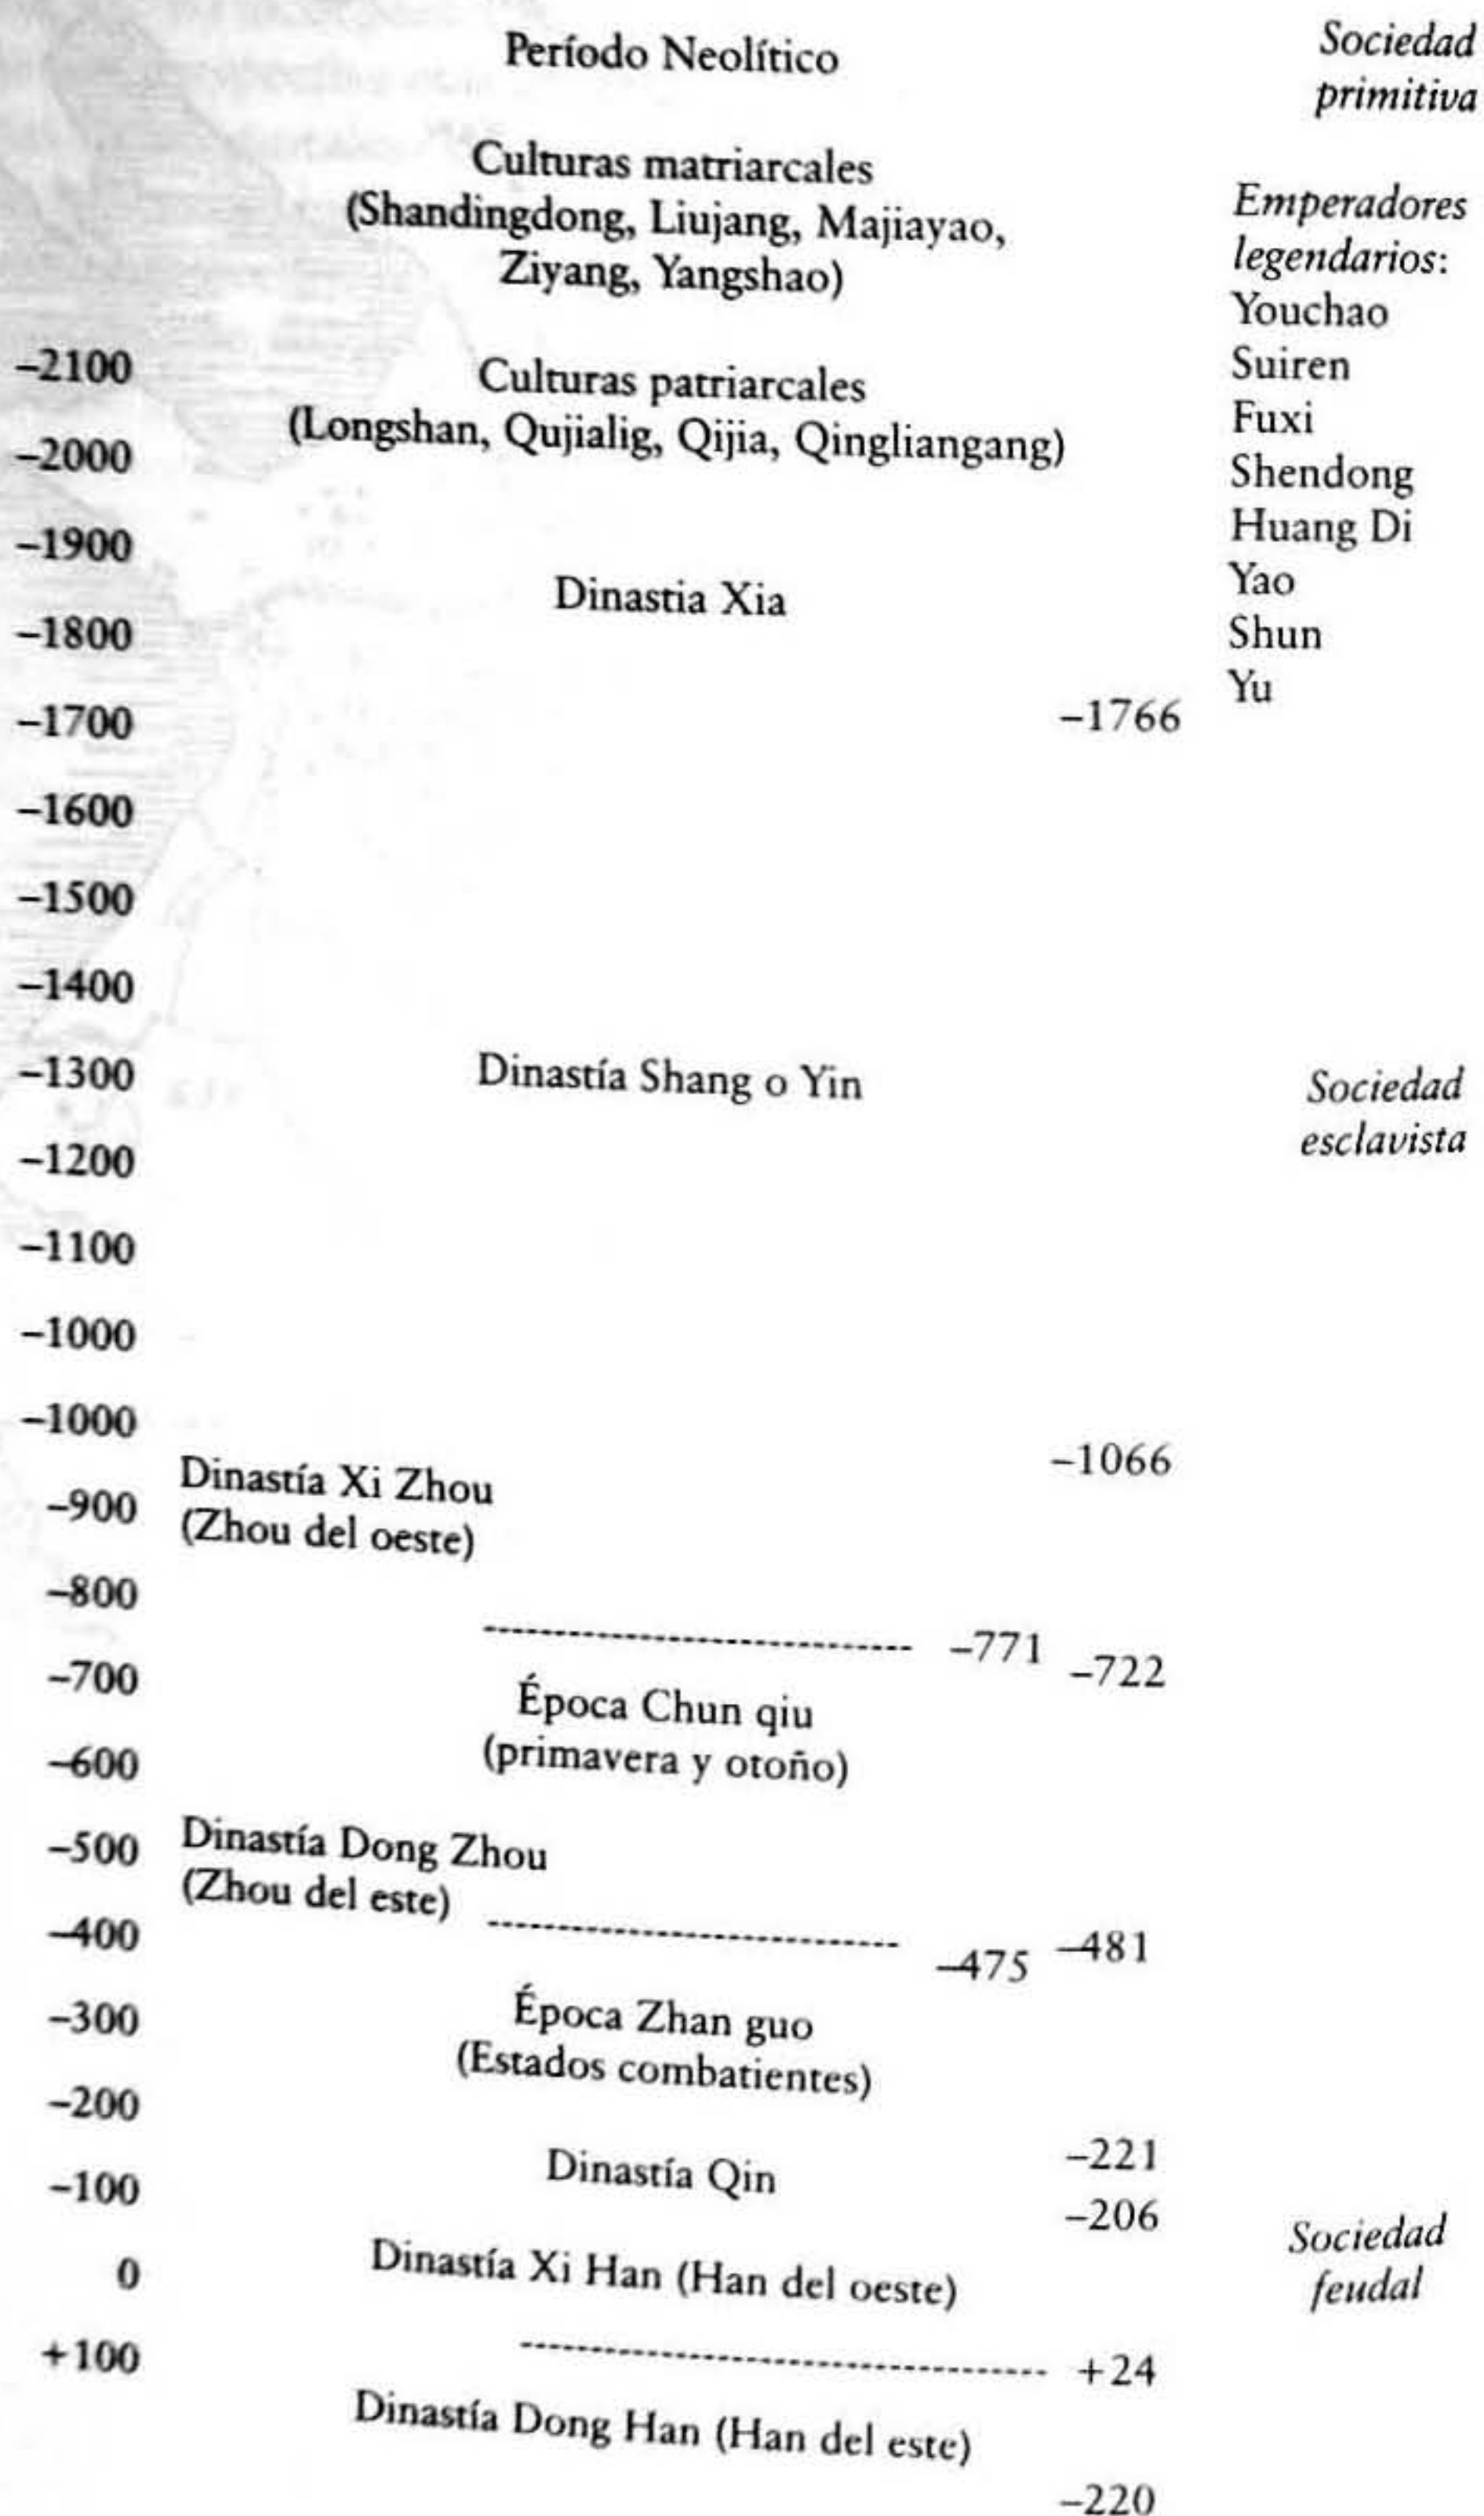 Período Neolítico
Sociedad
primitiva
Culturas matriarcales
(Shandingdong, Liujang, Majiayao,
Ziyang, Yangshao)
Emperadores
legendarios:
Youchao
Suiren
Fuxi
Shendong
Huang Di
Yao
Shun
Yu
–2100
Culturas patriarcales
(Longshan, Qujialig, Qijia, Qingliangang)
–2000
–1900
Dinastia Xia
–1800
–1700
–1766
–1600
–1500
–1400
–1300
Dinastía Shang o Yin
Sociedad
esclavista
–1200
–1100
–1000
–1000
–1066
Dinastía Xi Zhou
(Zhou del oeste)
–900
–800
-------------------------------- –771 –722
–700
Época Chun qiu
(primavera y otoño)
–600
–500
Dinastía Dong Zhou
(Zhou del este)
–400
-------------------------------- –475 –481
–300
Época Zhan guo
(Estados combatientes)
–200
–221
Dinastía Qin
–100
–206
Sociedad
feudal
0
Dinastía Xi Han (Han del oeste)
+100
-------------------------------------- +24
Dinastía Dong Han (Han del este)
–220